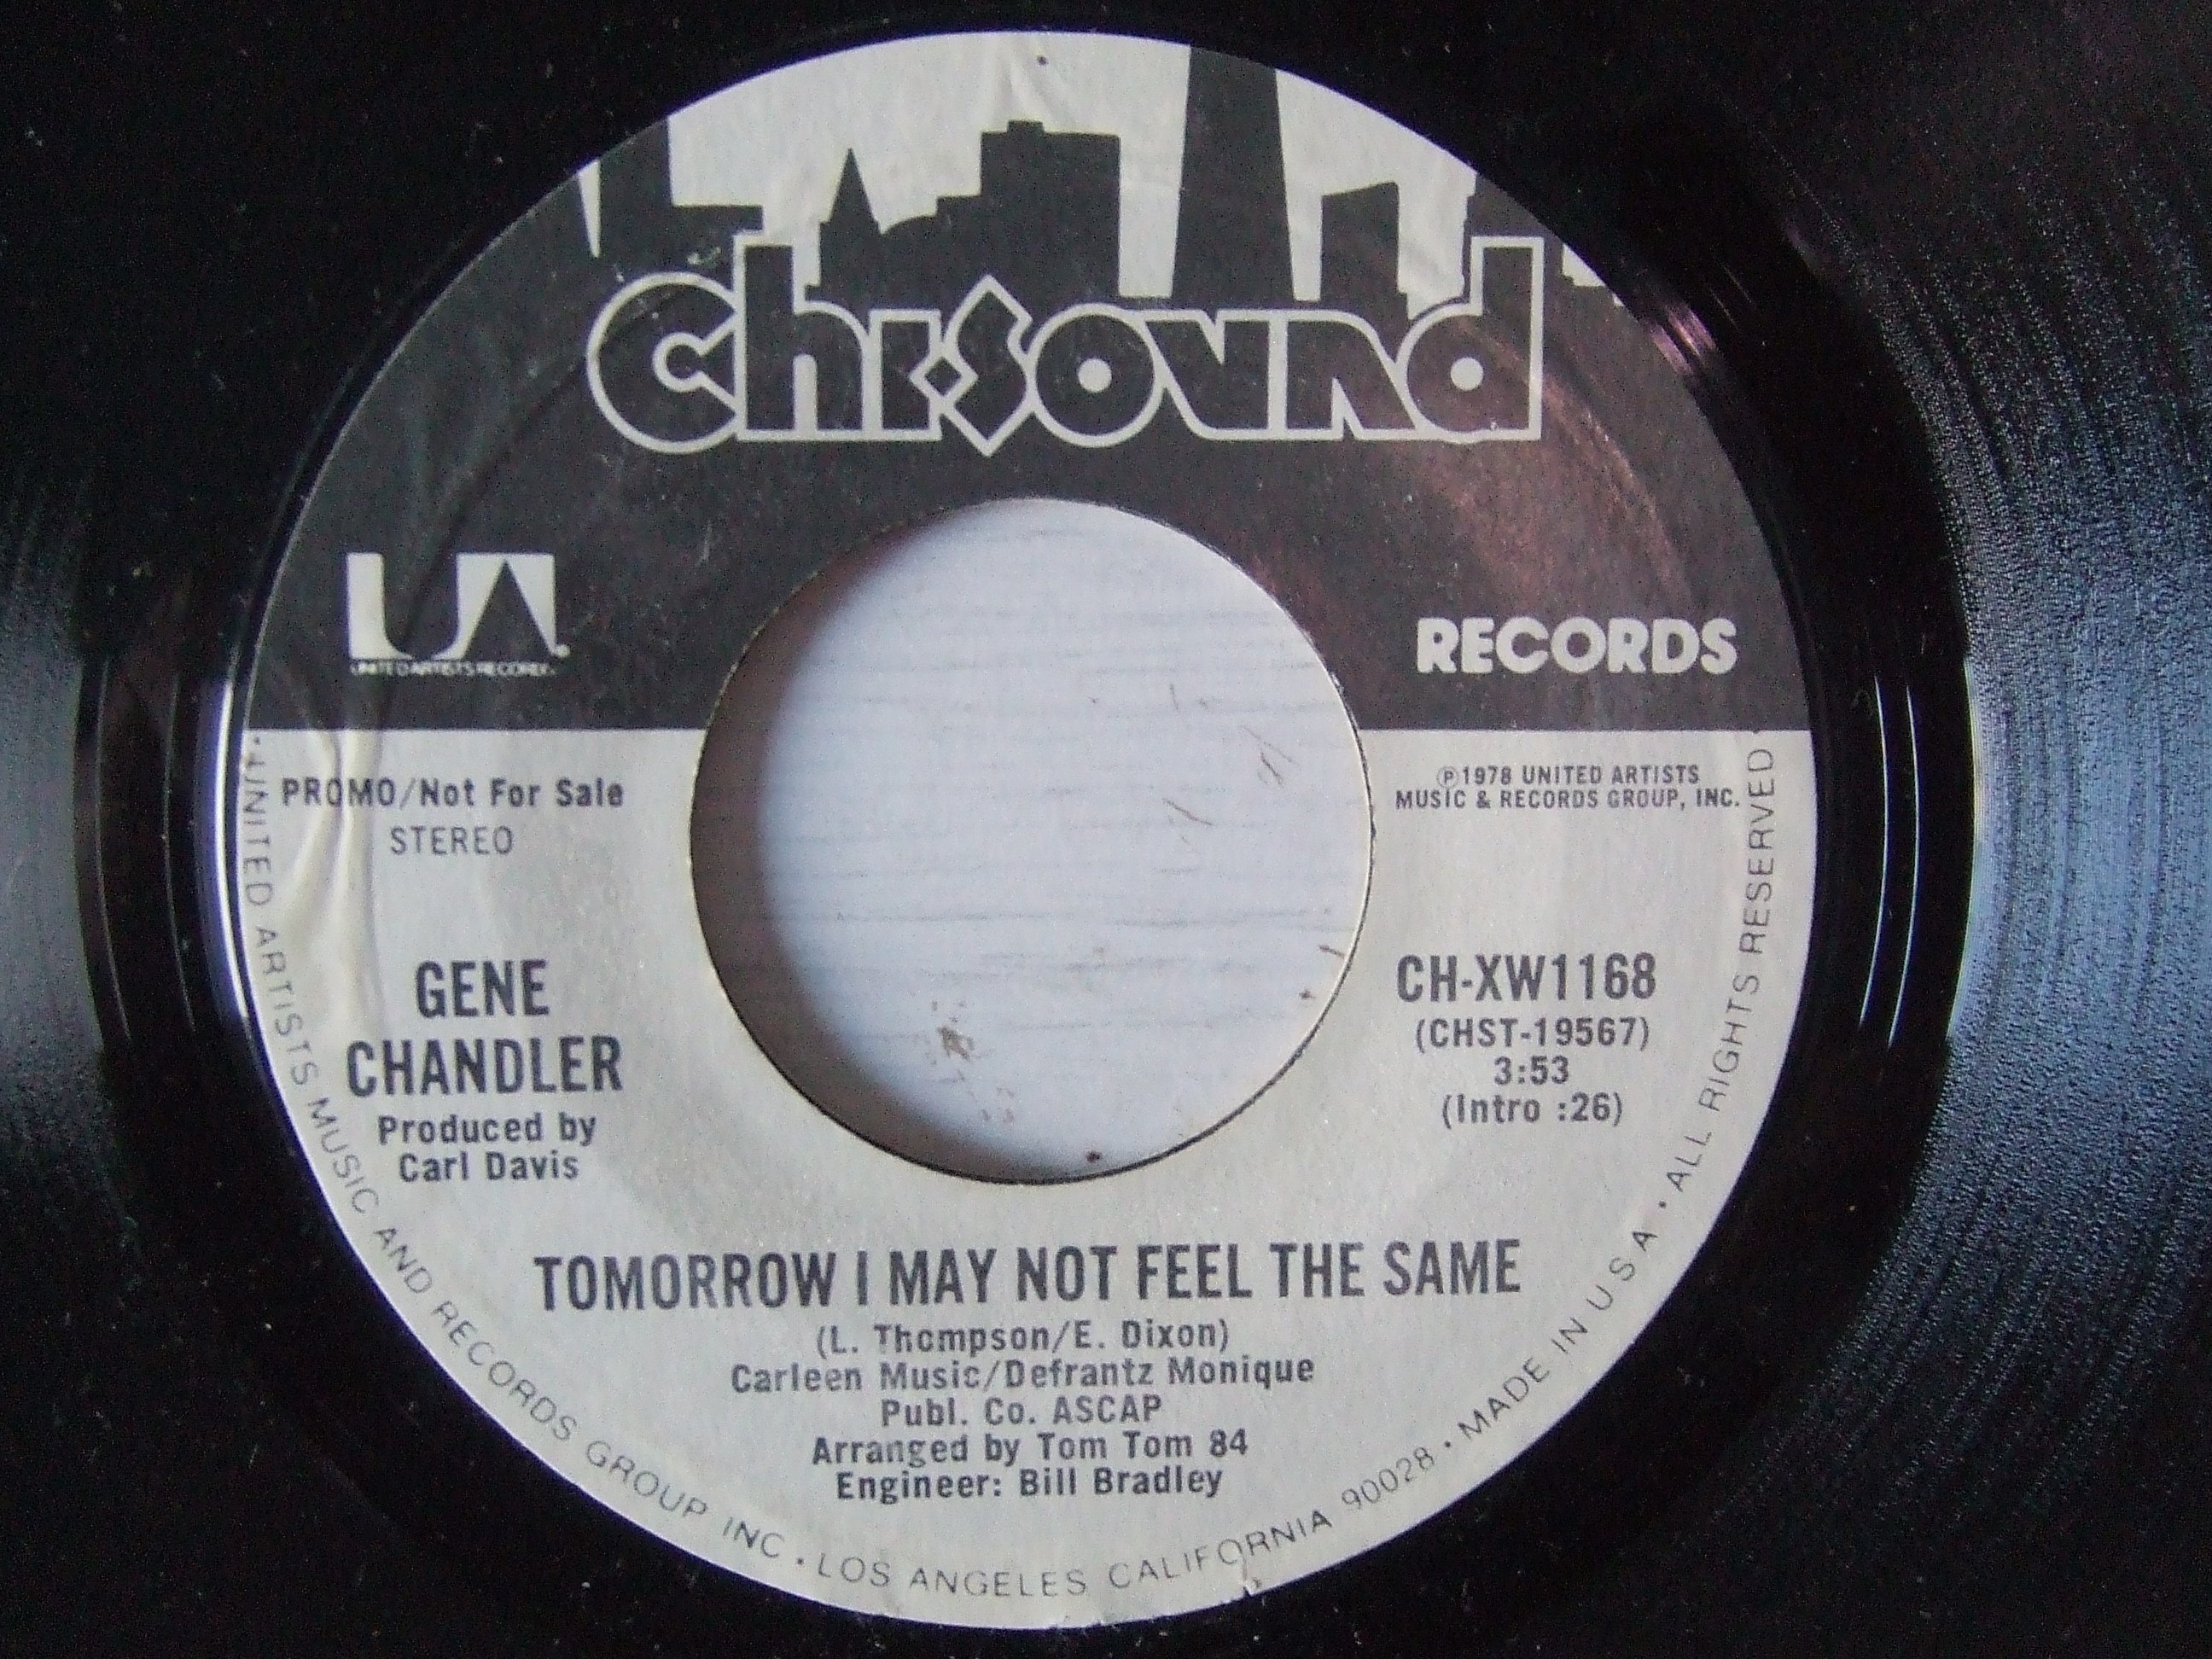 Chi-Sound
UA
UNITED ARTISTS RECORDS
RECORDS
PROMO/Not For Sale
STEREO
℗1978 UNITED ARTISTS
MUSIC & RECORDS GROUP, INC.
GENE
CHANDLER
Produced by
Carl Davis
CH-XW1168
(CHST-19567)
3:53
(Intro :26)
TOMORROW I MAY NOT FEEL THE SAME
(L. Thompson/E. Dixon)
Carleen Music/Defrantz Monique
Publ. Co. ASCAP
Arranged by Tom Tom 84
Engineer: Bill Bradley
• UNITED ARTISTS MUSIC AND RECORDS GROUP INC • LOS ANGELES CALIFORNIA 90028 • MADE IN U S A • ALL RIGHTS RESERVED •